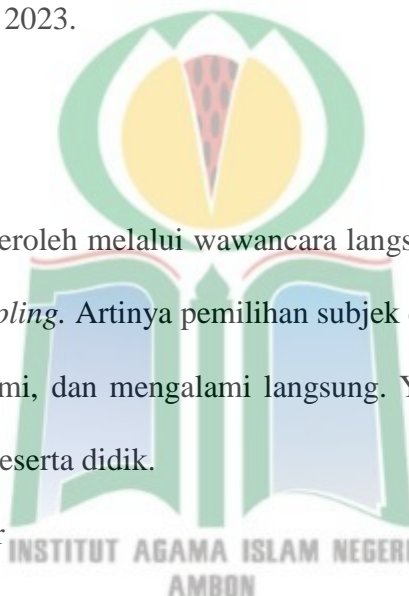 2023.
eroleh melalui wawancara langs
pling. Artinya pemilihan subjek
mi, dan mengalami langsung. Y
eserta didik.
r
INSTITUT AGAMA ISLAM NEGERI
AMBON